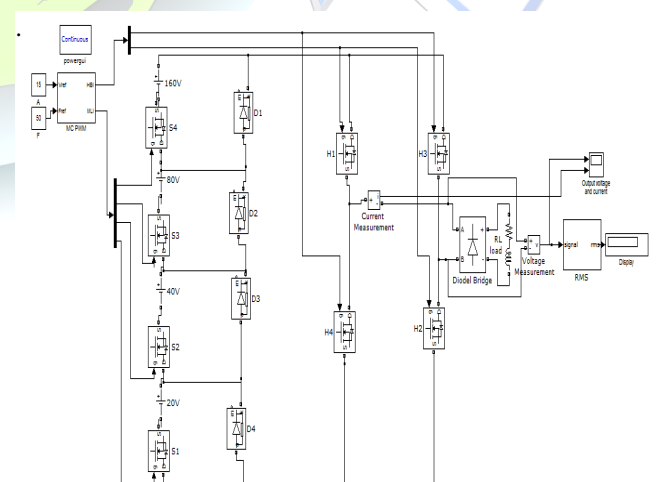 Continuous
powergui
15
A
50
F
Vref
Fref
HBI
MLI
MC PWM
160V
S4
D1
80V
S3
D2
40V
S2
D3
20V
S1
D4
H1
H3
H4
H2
Current
Measurement
A
B
Diodel Bridge
RL
load
Voltage
Measurement
Output voltage
and current
signal
rms
RMS
Display